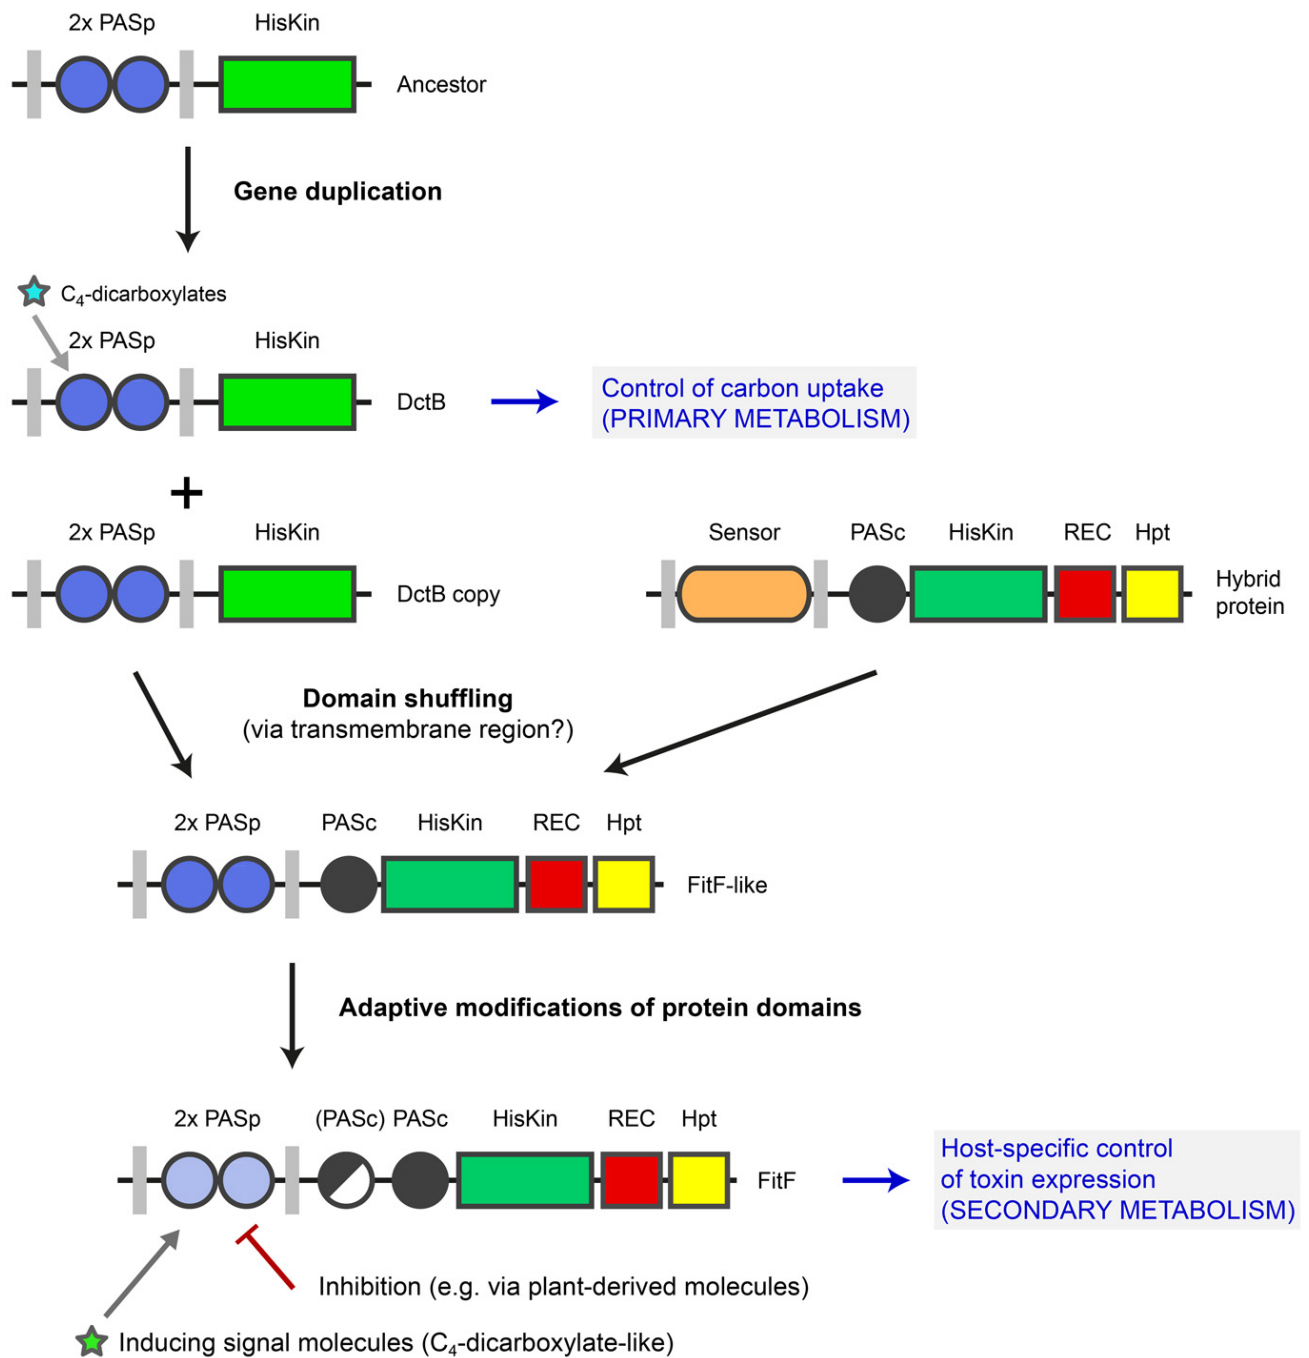 2x PASp HisKin
Ancestor
Gene duplication
C₄-dicarboxylates
2x PASp HisKin
DctB
Control of carbon uptake
(PRIMARY METABOLISM)
+
2x PASp HisKin
DctB copy
Sensor PASc HisKin REC Hpt
Hybrid
protein
Domain shuffling
(via transmembrane region?)
2x PASp PASc HisKin REC Hpt
FitF-like
Adaptive modifications of protein domains
2x PASp (PASc) PASc HisKin REC Hpt
FitF
Host-specific control
of toxin expression
(SECONDARY METABOLISM)
Inhibition (e.g. via plant-derived molecules)
Inducing signal molecules (C₄-dicarboxylate-like)